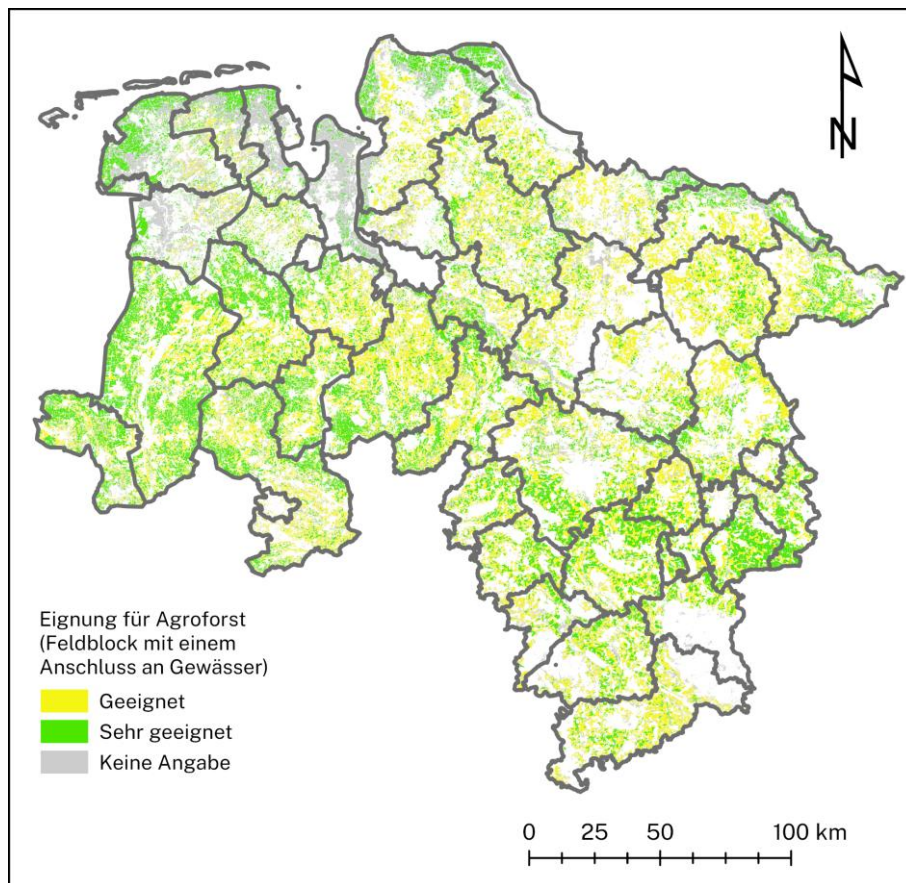 N
Eignung für Agroforst
(Feldblock mit einem
Anschluss an Gewässer)
Geeignet
Sehr geeignet
Keine Angabe
0 25 50 100 km